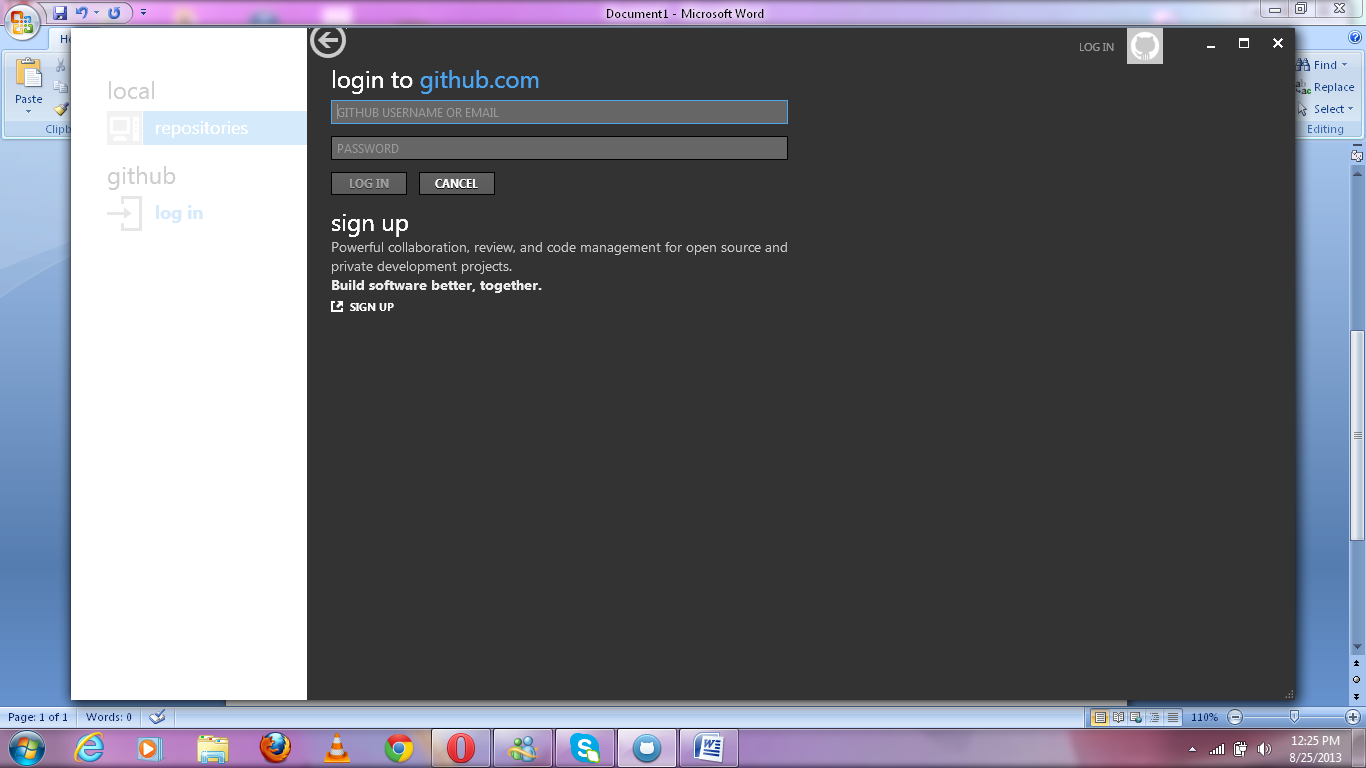 Document1 - Microsoft Word
Paste
Find
Replace
Select
Editing
local
repositories
github
log in
LOG IN
login to github.com
GITHUB USERNAME OR EMAIL
PASSWORD
LOG IN CANCEL
sign up
Powerful collaboration, review, and code management for open source and
private development projects.
Build software better, together.
SIGN UP
Page: 1 of 1 Words: 0 110%
12:25 PM
8/25/2013